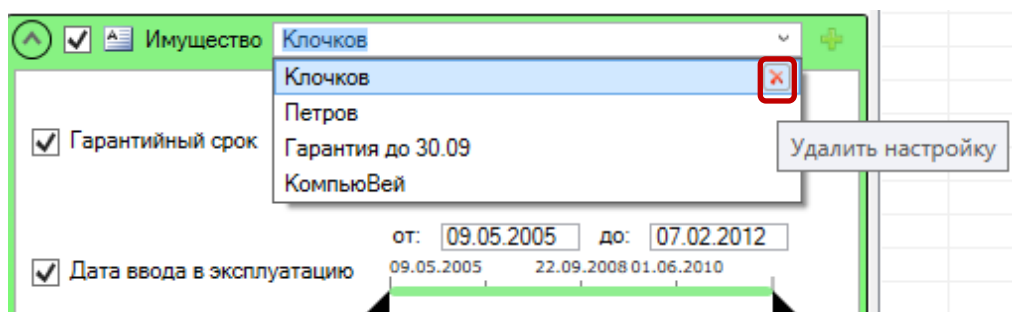 Имущество Клочков
Клочков
Петров
Гарантийный срок
Гарантия до 30.09
Удалить настройку
КомпьюВей
от: 09.05.2005 до: 07.02.2012
Дата ввода в эксплуатацию
09.05.2005 22.09.2008 01.06.2010